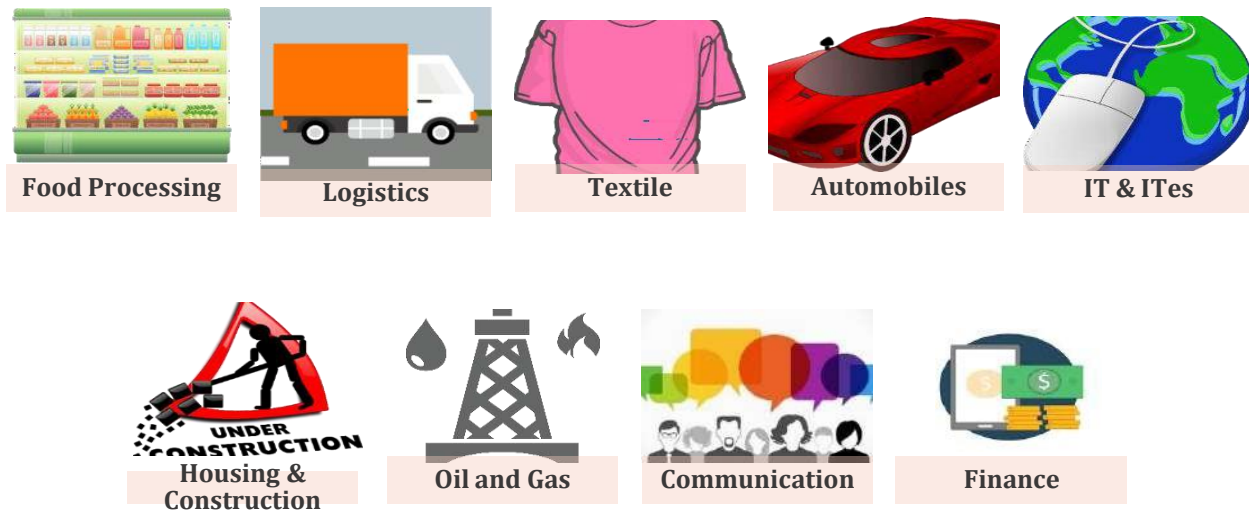 Food Processing
Logistics
Textile
Automobiles
IT & ITes
UNDER
CONSTRUCTION
Housing &
Construction
Oil and Gas
Communication
$
$
Finance